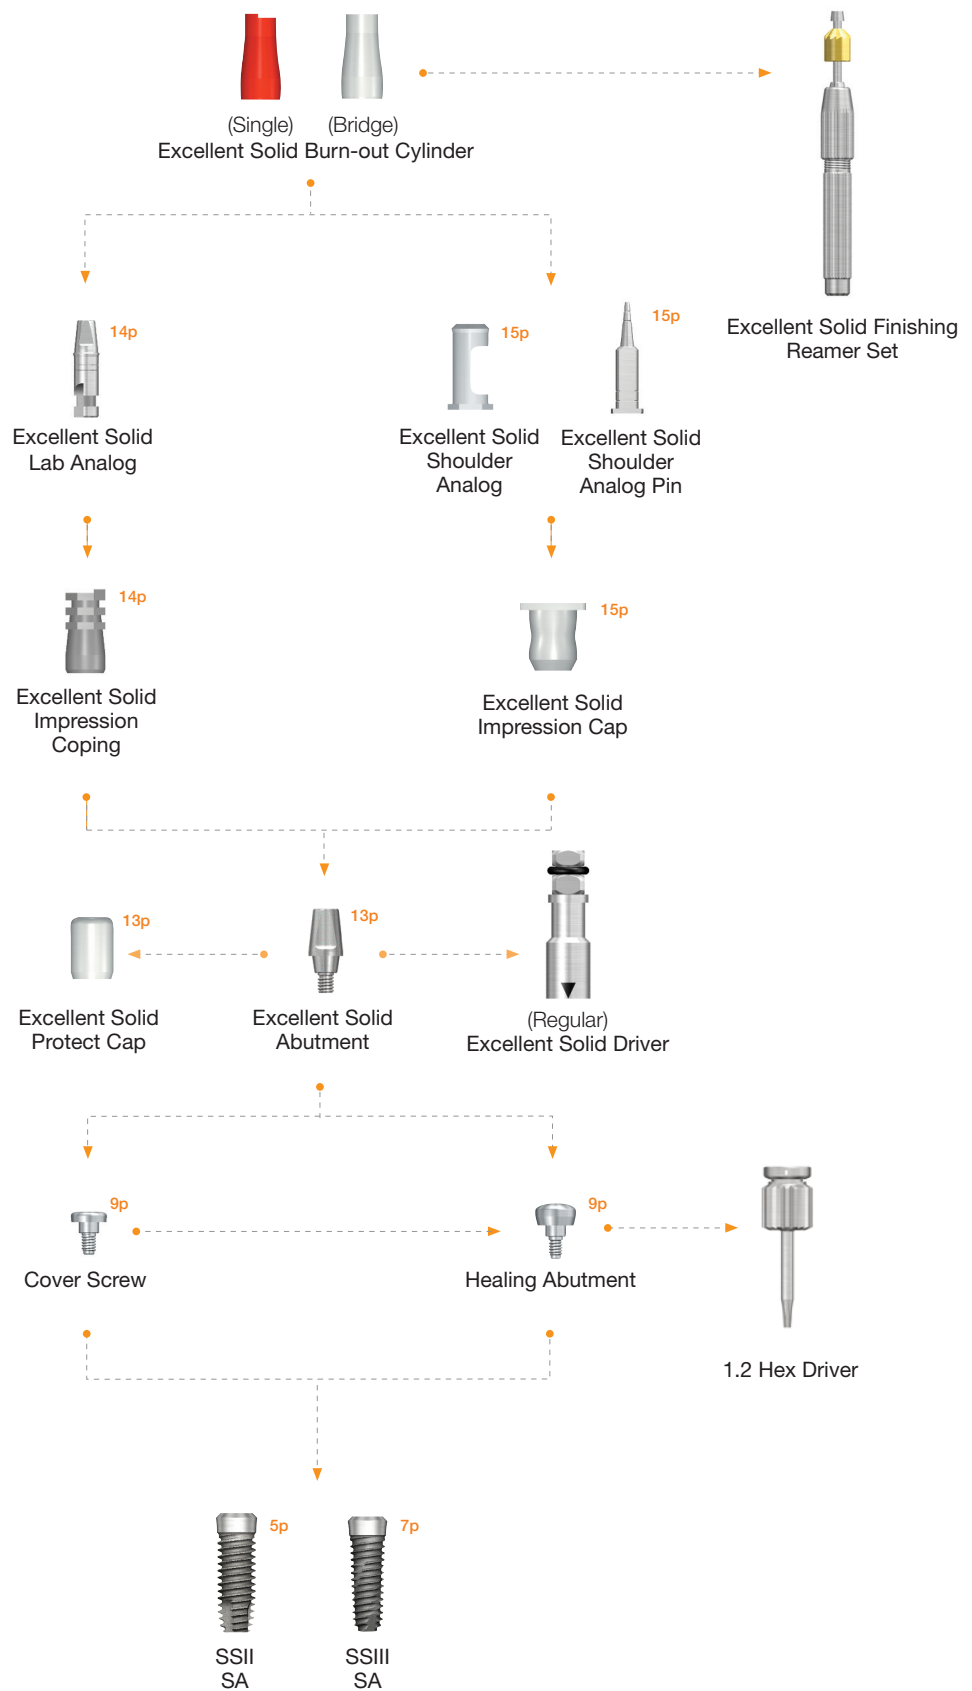 (Single)
(Bridge)
Excellent Solid Burn-out Cylinder
Excellent Solid Finishing
Reamer Set
14p
Excellent Solid
Lab Analog
15p
Excellent Solid
Shoulder
Analog
15p
Excellent Solid
Shoulder
Analog Pin
14p
Excellent Solid
Impression
Coping
15p
Excellent Solid
Impression Cap
13p
Excellent Solid
Protect Cap
13p
Excellent Solid
Abutment
(Regular)
Excellent Solid Driver
9p
Cover Screw
9p
Healing Abutment
1.2 Hex Driver
5p
SSII
SA
7p
SSIII
SA